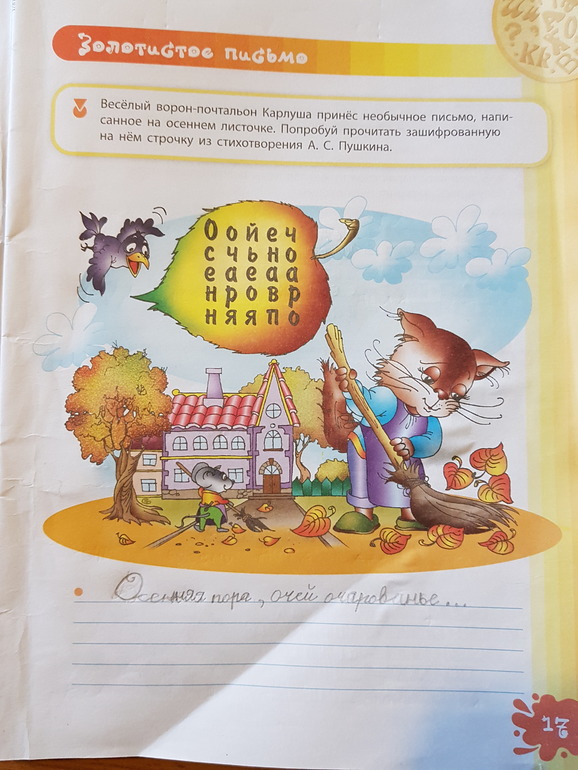 Золотистое письмо
Весёлый ворон-почтальон Карлуша принёс необычное письмо, напи-
санное на осеннем листочке. Попробуй прочитать зашифрованную
на нём строчку из стихотворения А. С. Пушкина.
О о й е ч
с ч ь н о
е а е а а
н р о в р
н я я п о
Осенняя пора, очей очарованье...
17